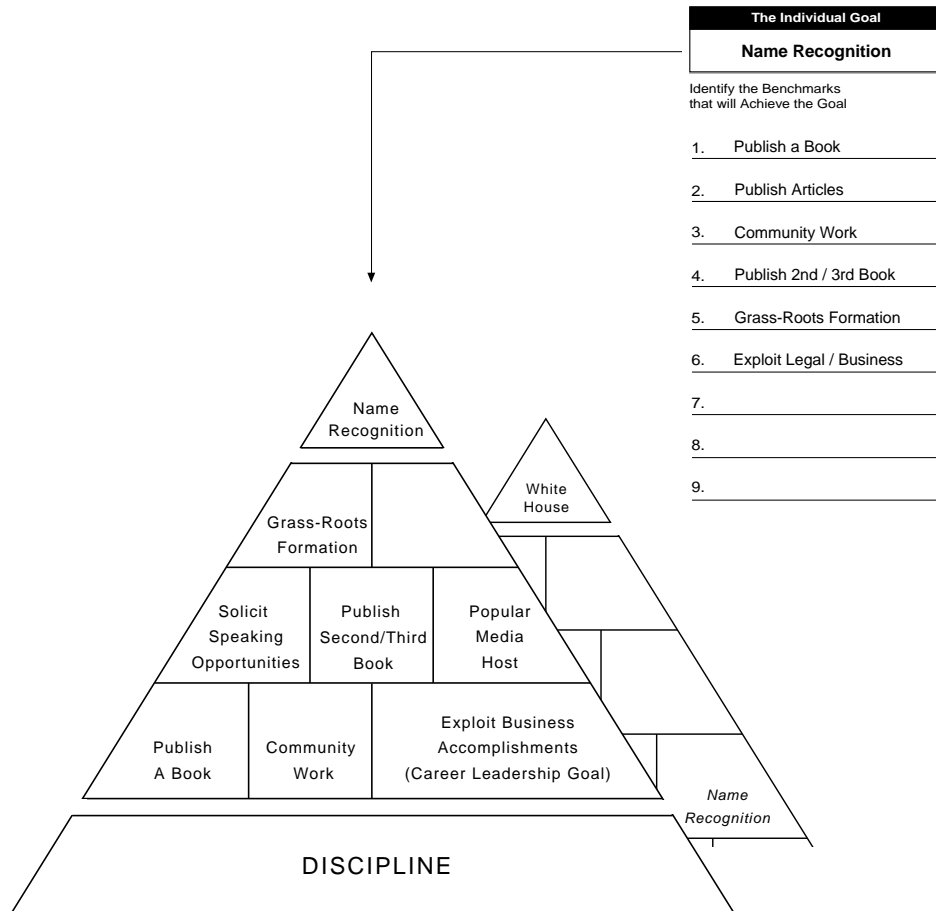 The Individual Goal
Name Recognition
Identify the Benchmarks
that will Achieve the Goal
1. Publish a Book
2. Publish Articles
3. Community Work
4. Publish 2nd / 3rd Book
5. Grass-Roots Formation
6. Exploit Legal / Business
7.
8.
9.
Name
Recognition
White
House
Grass-Roots
Formation
Solicit
Speaking
Opportunities
Publish
Second/Third
Book
Popular
Media
Host
Publish
A Book
Community
Work
Exploit Business
Accomplishments
(Career Leadership Goal)
Name
Recognition
DISCIPLINE